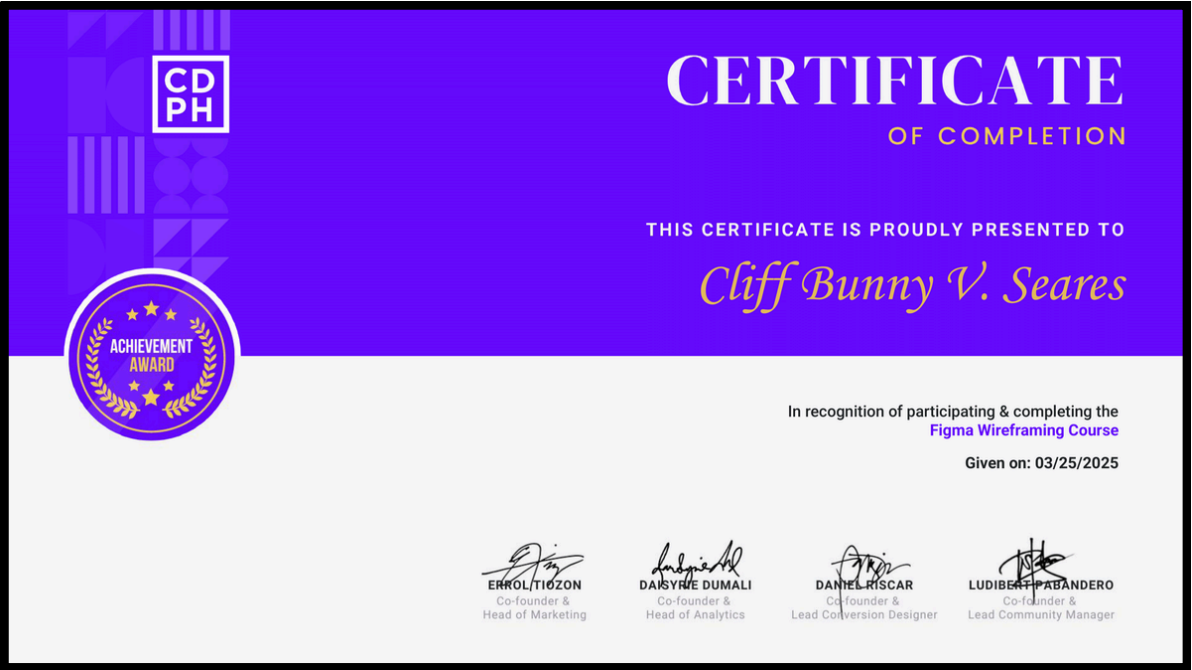 CD
PH
CERTIFICATE
OF COMPLETION
THIS CERTIFICATE IS PROUDLY PRESENTED TO
Cliff Bunny V. Seares
ACHIEVEMENT
AWARD
In recognition of participating & completing the
Figma Wireframing Course
Given on: 03/25/2025
ERROL TIOZON
Co-founder &
Head of Marketing
DAISYRIE DUMALI
Co-founder &
Head of Analytics
DANIEL RISCAR
Co-founder &
Lead Conversion Designer
LUDIBERT PABANDERO
Co-founder &
Lead Community Manager